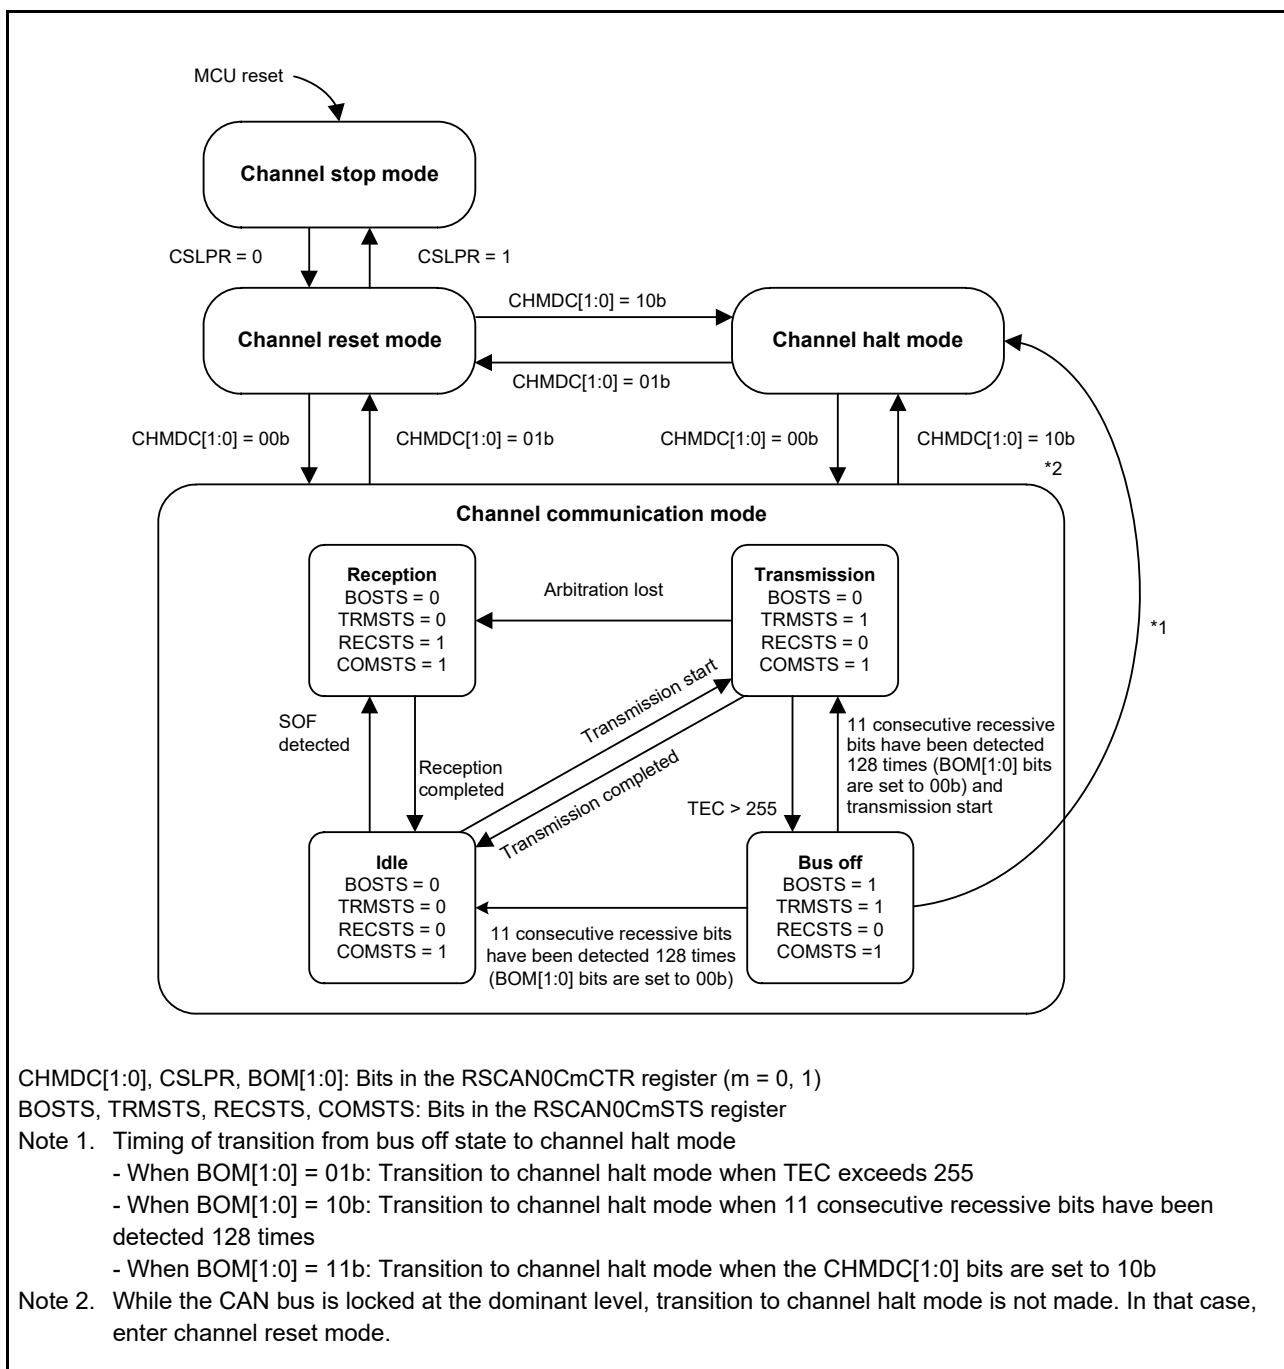 MCU reset
Channel stop mode
CSLPR = 0
CSLPR = 1
Channel reset mode
CHMDC[1:0] = 10b
CHMDC[1:0] = 01b
Channel halt mode
CHMDC[1:0] = 00b
CHMDC[1:0] = 01b
CHMDC[1:0] = 00b
CHMDC[1:0] = 10b
*2
*1
Channel communication mode
Reception
BOSTS = 0
TRMSTS = 0
RECSTS = 1
COMSTS = 1
Arbitration lost
Transmission
BOSTS = 0
TRMSTS = 1
RECSTS = 0
COMSTS = 1
SOF
detected
Reception
completed
Transmission start
Transmission completed
TEC > 255
11 consecutive recessive
bits have been detected
128 times (BOM[1:0] bits
are set to 00b) and
transmission start
Idle
BOSTS = 0
TRMSTS = 0
RECSTS = 0
COMSTS = 1
11 consecutive recessive bits
have been detected 128 times
(BOM[1:0] bits are set to 00b)
Bus off
BOSTS = 1
TRMSTS = 1
RECSTS = 0
COMSTS =1
CHMDC[1:0], CSLPR, BOM[1:0]: Bits in the RSCAN0CmCTR register (m = 0, 1)
BOSTS, TRMSTS, RECSTS, COMSTS: Bits in the RSCAN0CmSTS register
Note 1. Timing of transition from bus off state to channel halt mode
- When BOM[1:0] = 01b: Transition to channel halt mode when TEC exceeds 255
- When BOM[1:0] = 10b: Transition to channel halt mode when 11 consecutive recessive bits have been
detected 128 times
- When BOM[1:0] = 11b: Transition to channel halt mode when the CHMDC[1:0] bits are set to 10b
Note 2. While the CAN bus is locked at the dominant level, transition to channel halt mode is not made. In that case,
enter channel reset mode.